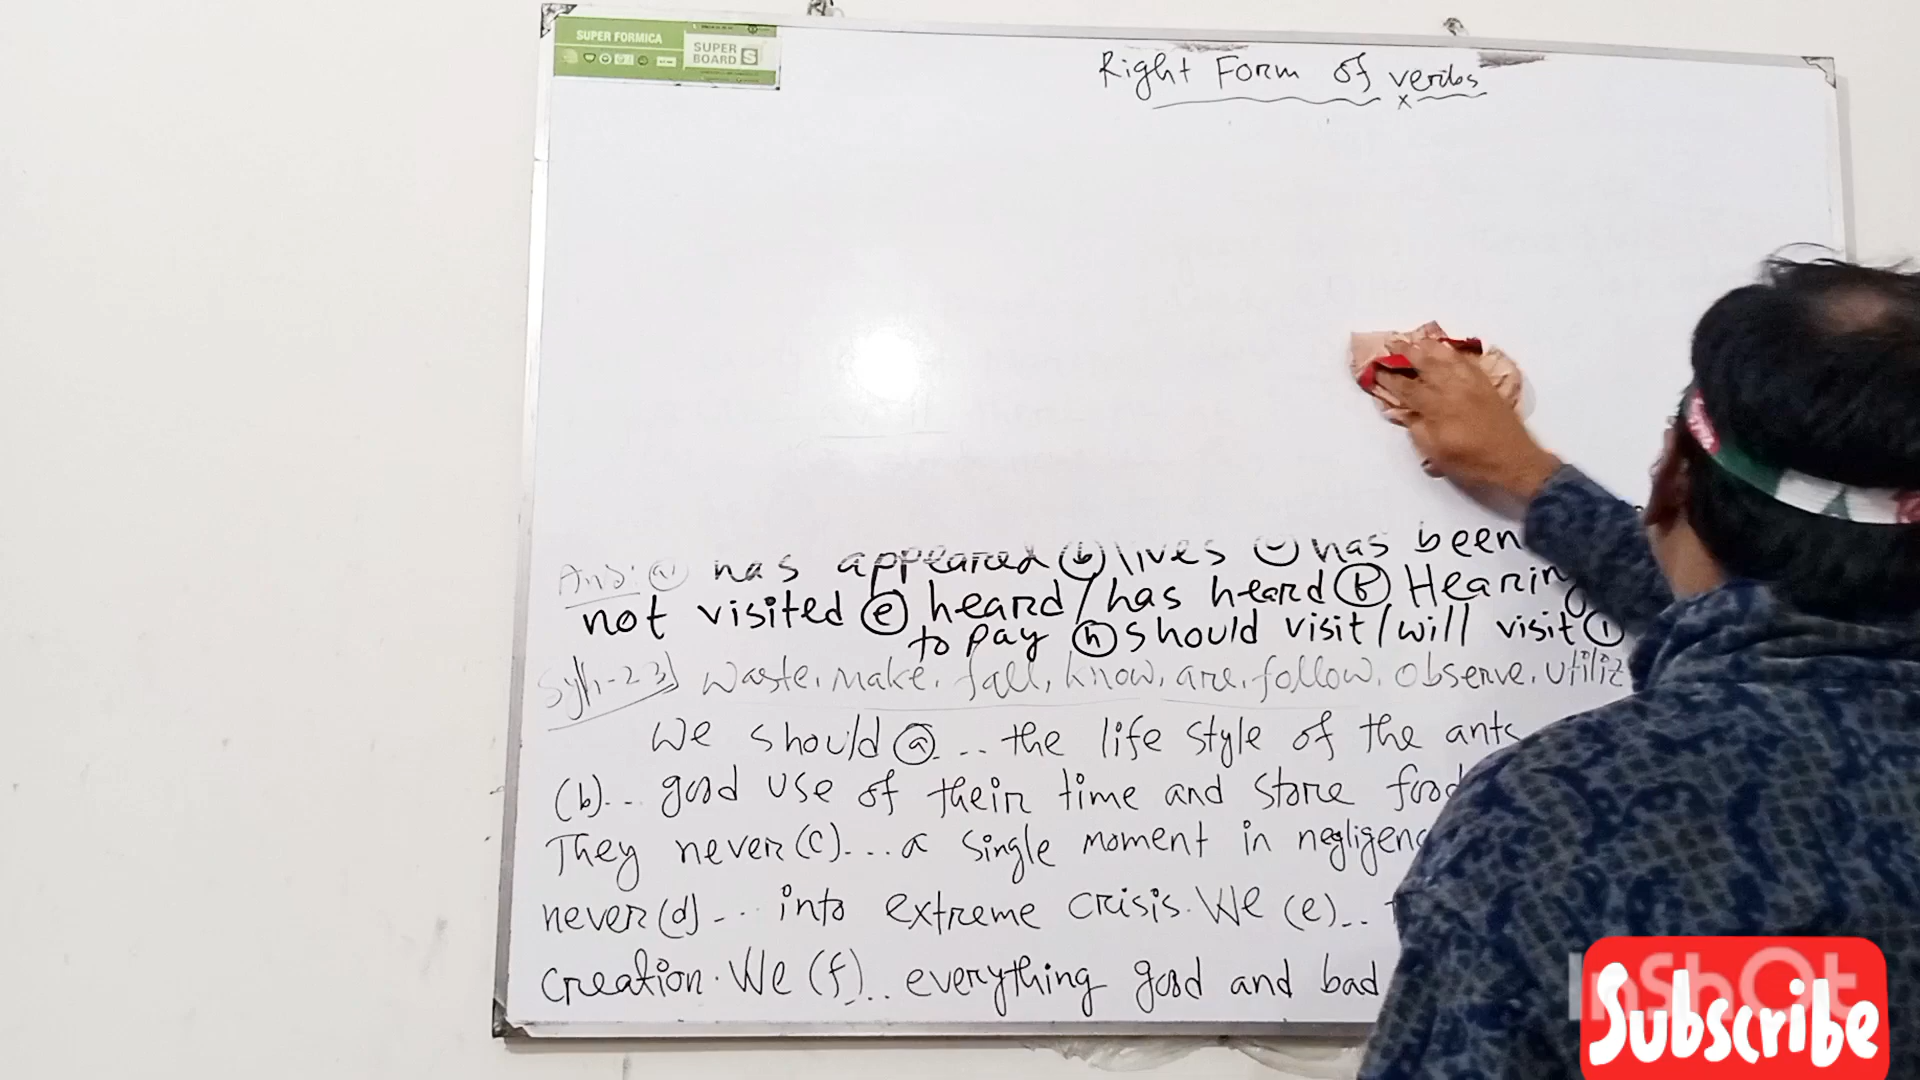 SUPER FORMICA
SUPER
BOARD S
Right Form of verbs
Ans: (a) has appeared (b) lives (c) has been
not visited (e) heard/has heard (f) Hearing
to pay (h) should visit/will visit (i)
Waste, make, fall, know, are, follow, observe, utiliz
We should (a)... the life style of the ants
(b)... good use of their time and store food
They never (c)... a single moment in negligenc
never (d)... into extreme crisis. We (e)..
creation. We (f)... everything good and bad
InShOt
Subscribe